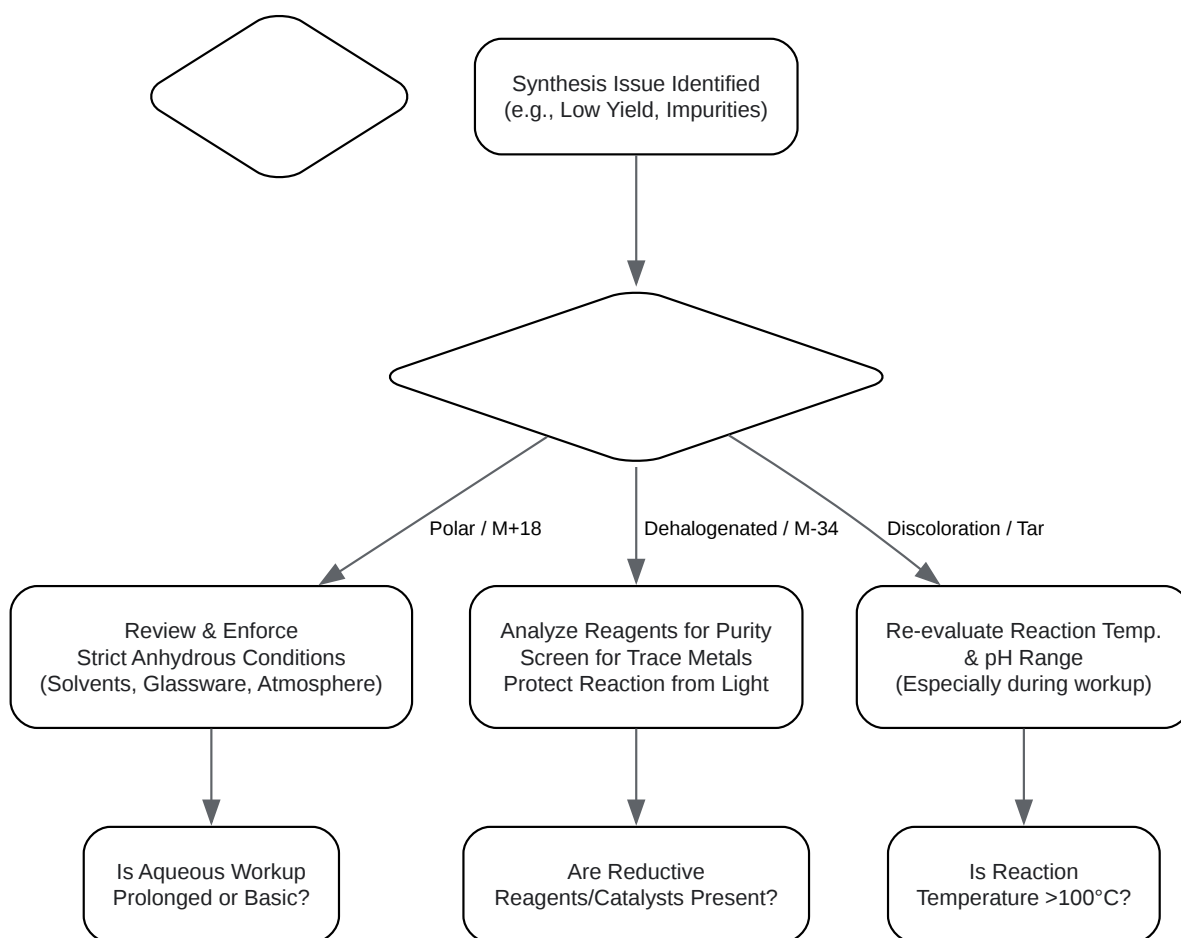 Synthesis Issue Identified
(e.g., Low Yield, Impurities)
Polar / M+18
Dehalogenated / M-34
Discoloration / Tar
Review & Enforce
Strict Anhydrous Conditions
(Solvents, Glassware, Atmosphere)
Analyze Reagents for Purity
Screen for Trace Metals
Protect Reaction from Light
Re-evaluate Reaction Temp.
& pH Range
(Especially during workup)
Is Aqueous Workup
Prolonged or Basic?
Are Reductive
Reagents/Catalysts Present?
Is Reaction
Temperature >100°C?